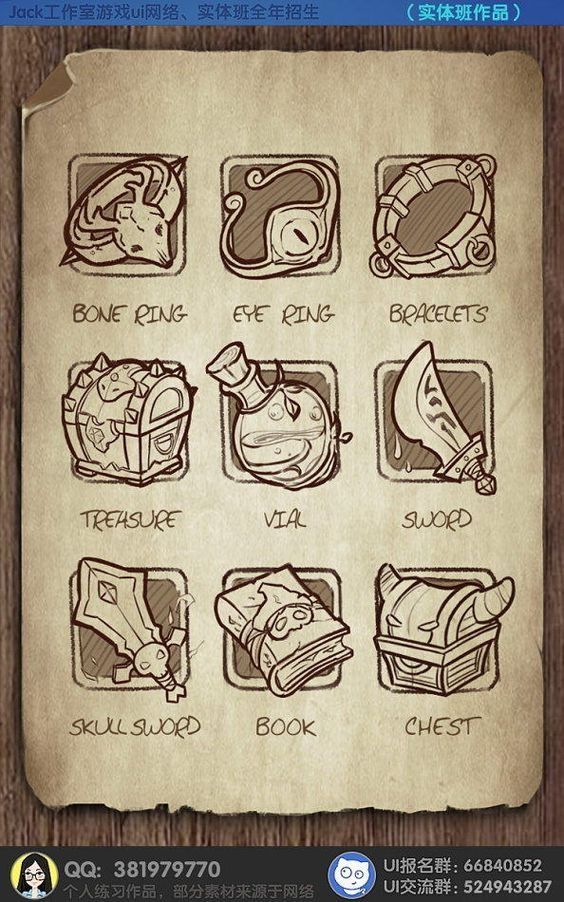 Jack工作室游戏ui网络、实体班全年招生
（实体班作品）
BONE RING
EYE RING
BRACELETS
TREASURE
VIAL
SWORD
SKULL SWORD
BOOK
CHEST
QQ: 381979770
个人练习作品，部分素材来源于网络
UI报名群: 66840852
UI交流群: 524943287